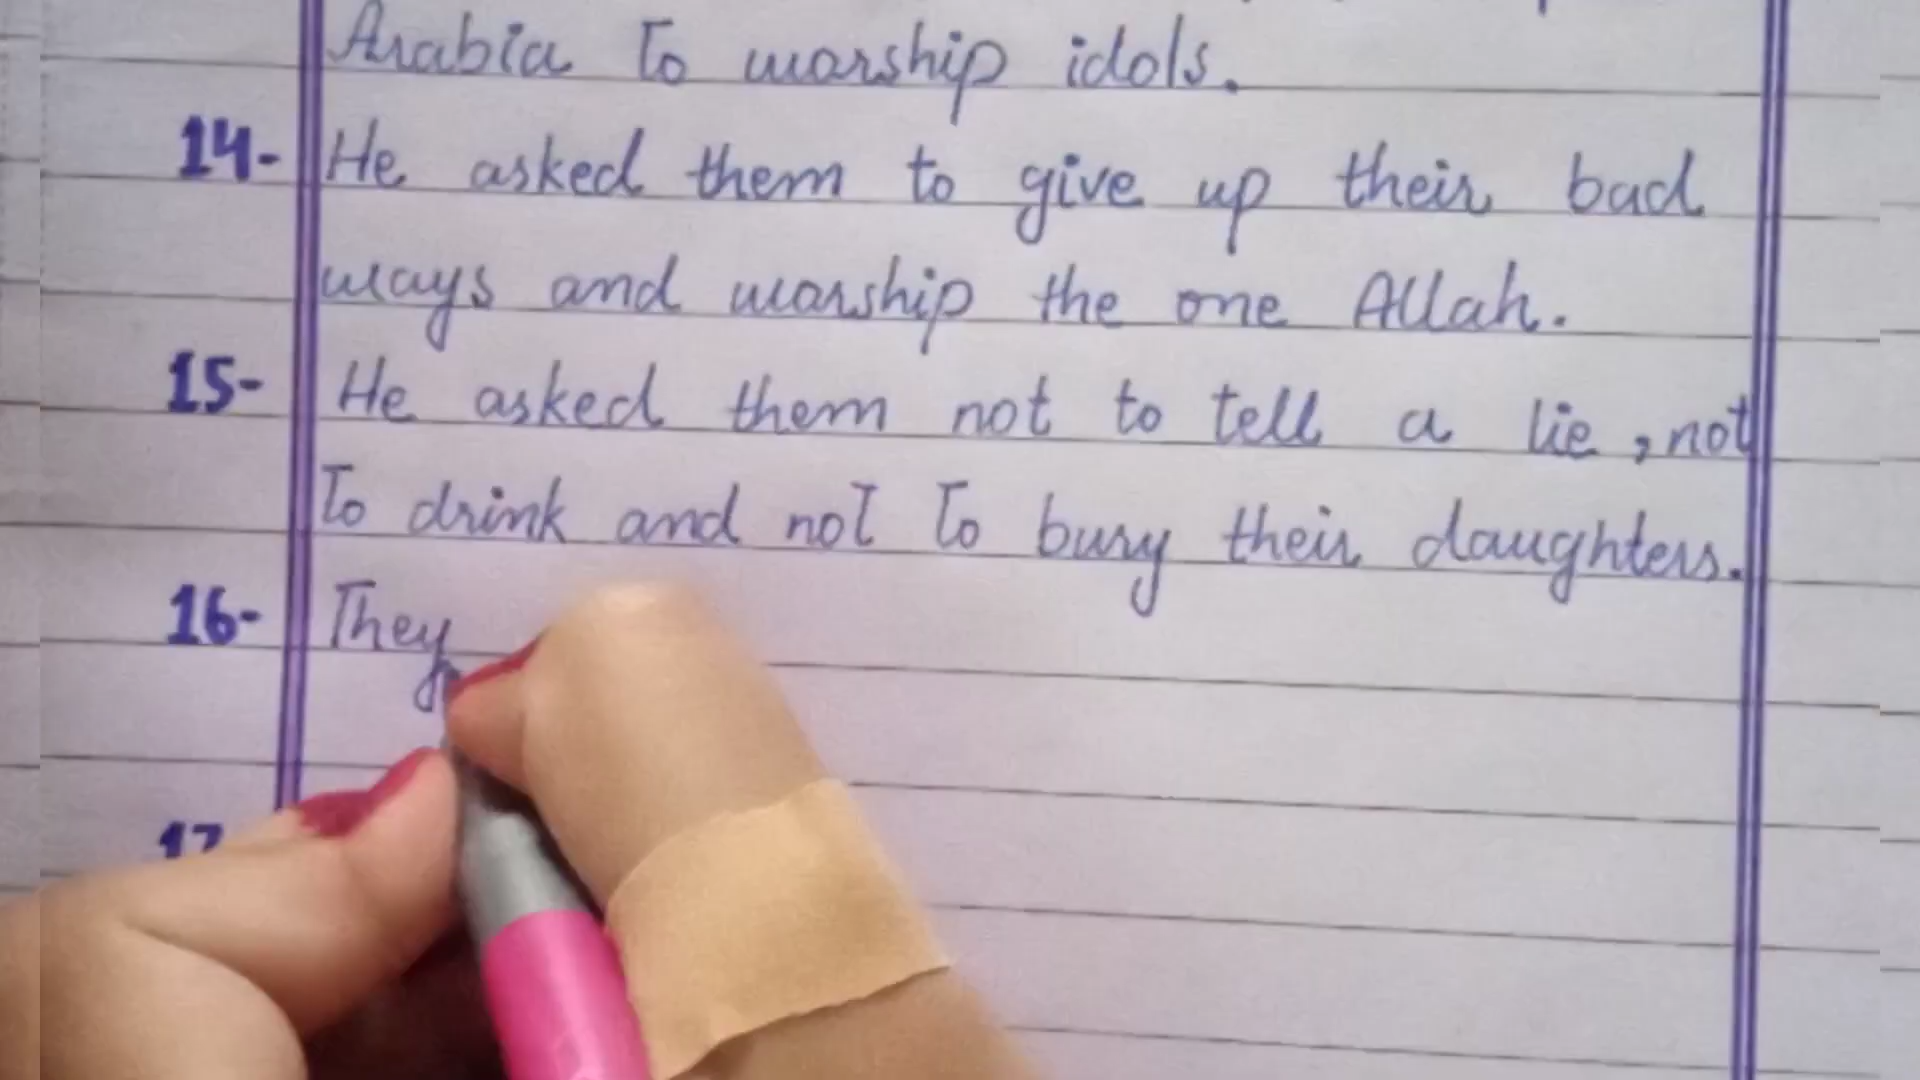 Arabia to worship idols.
14- He asked them to give up their bad
ways and worship the one Allah.
15- He asked them not to tell a lie, not
to drink and not to bury their daughters.
16- They
17